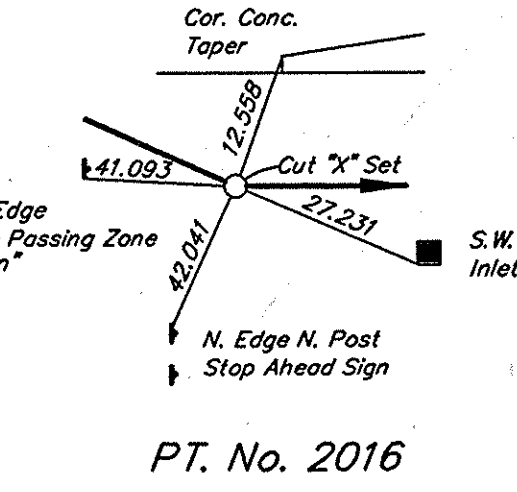 Cor. Conc.
Taper
12.558
41.093
Cut "X" Set
27.231
Edge
Passing Zone
42.041
S.W.
Inlet
N. Edge N. Post
Stop Ahead Sign
PT. No. 2016